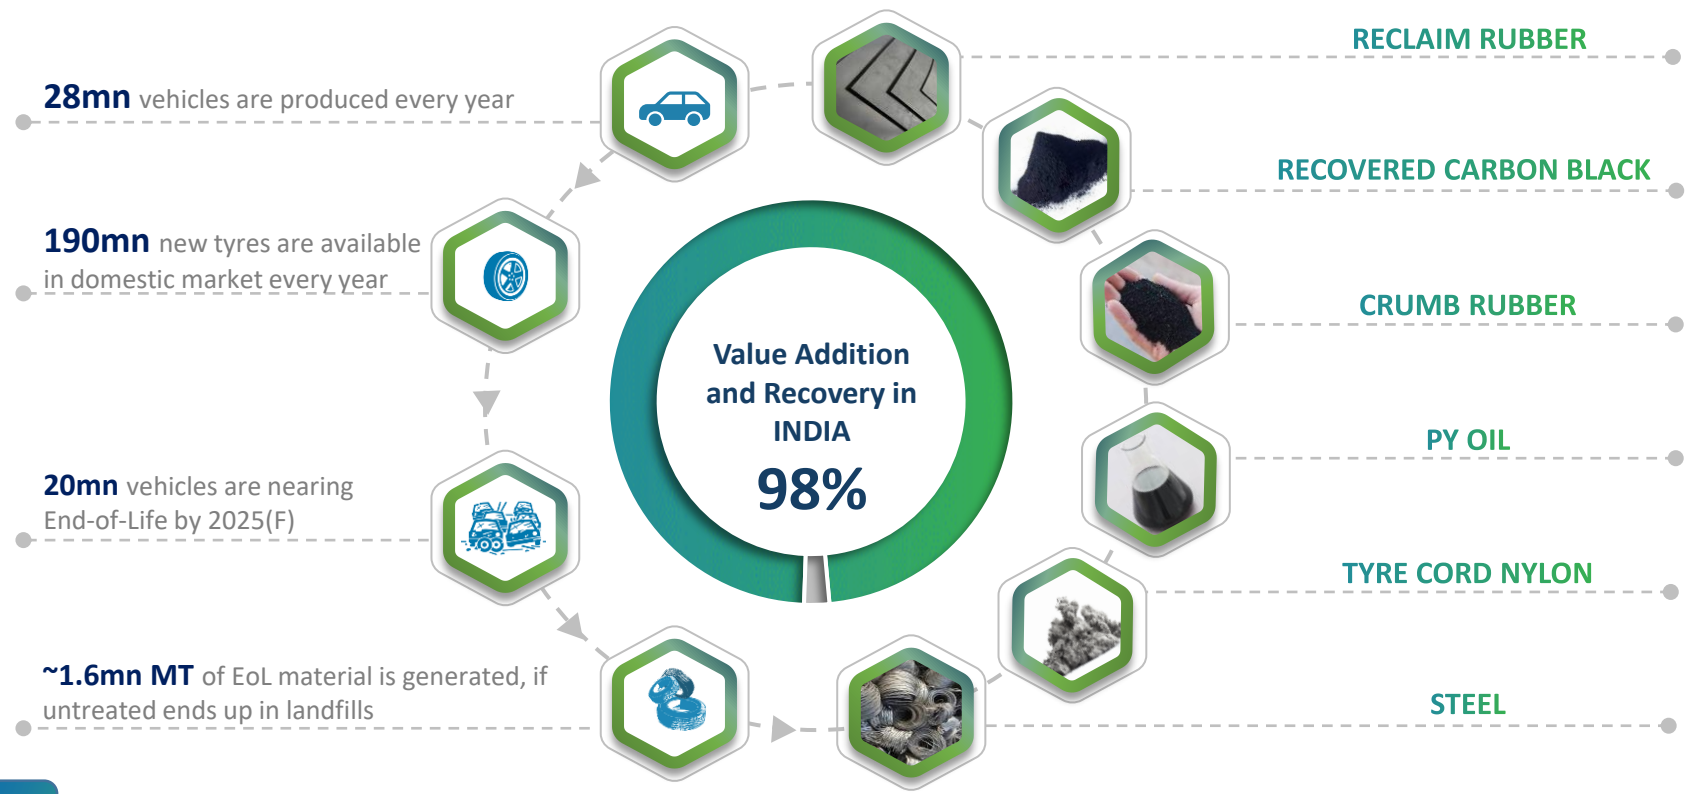 28mn vehicles are produced every year
190mn new tyres are available
in domestic market every year
20mn vehicles are nearing
End-of-Life by 2025(F)
~1.6mn MT of EoL material is generated, if
untreated ends up in landfills
Value Addition
and Recovery in
INDIA
98%
RECLAIM RUBBER
RECOVERED CARBON BLACK
CRUMB RUBBER
PY OIL
TYRE CORD NYLON
STEEL